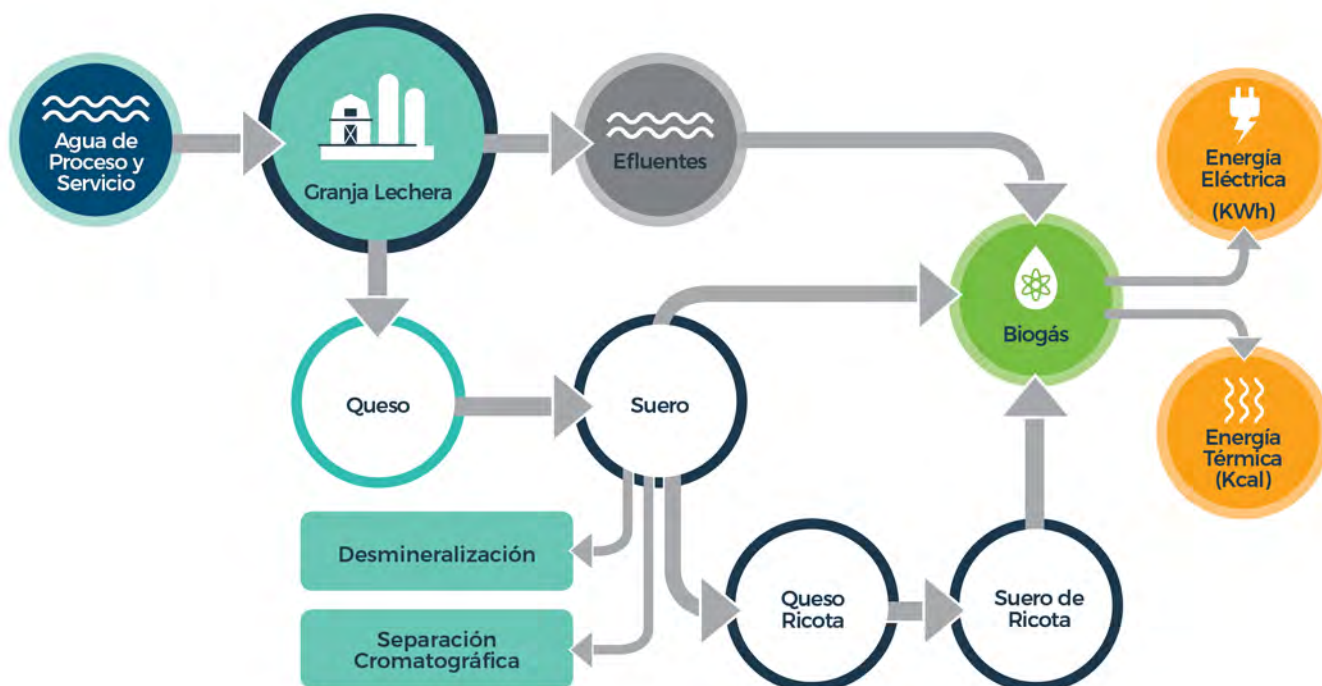 Agua de
Proceso y
Servicio
Granja Lechera
Efluentes
Energía
Eléctrica
(KWh)
Biogás
Queso
Suero
Energía
Térmica
(Kcal)
Desmineralización
Separación
Cromatográfica
Queso
Ricota
Suero de
Ricota